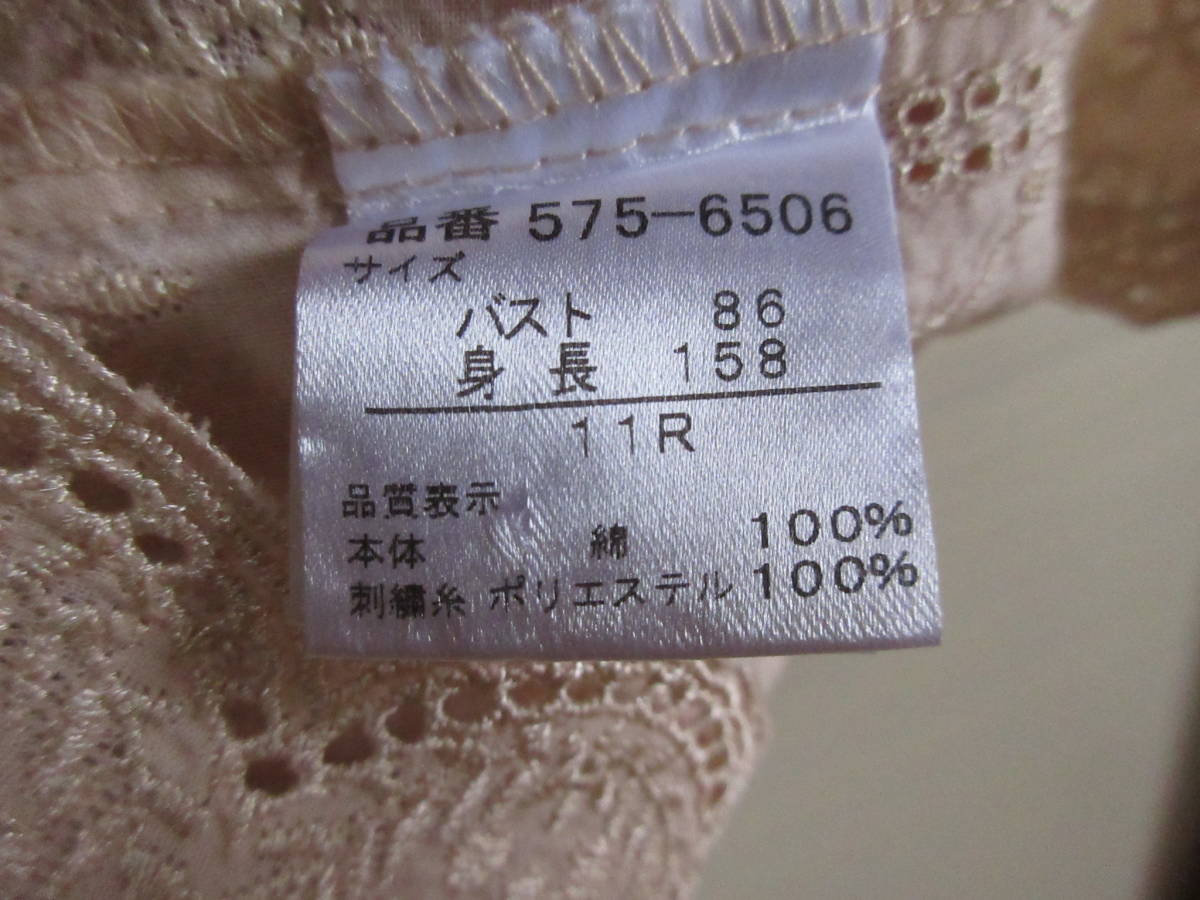 品番 575-6506
サイズ
バスト 86
身長 158
11R
品質表示
本体 綿 100%
刺繍糸 ポリエステル 100%